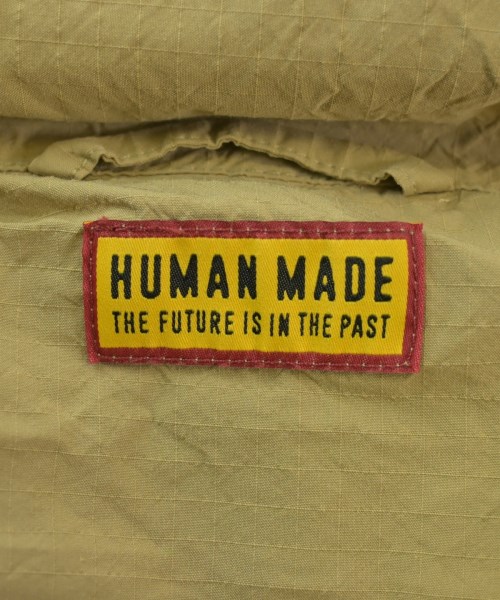 HUMAN MADE
THE FUTURE IS IN THE PAST